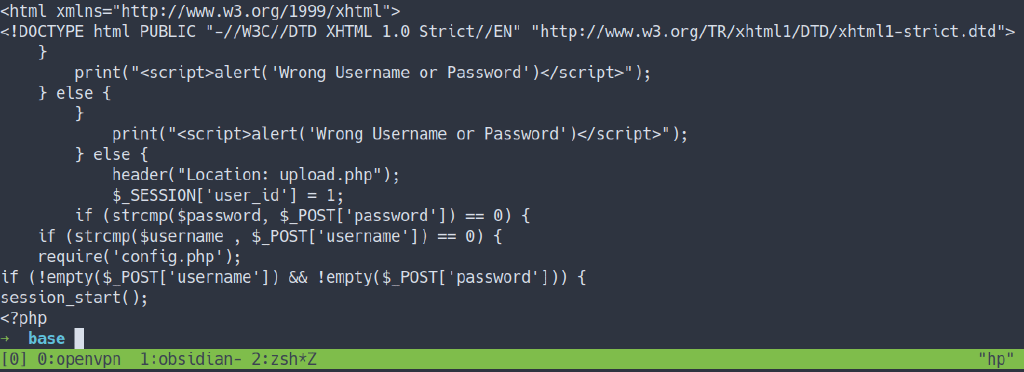 <html xmlns="http://www.w3.org/1999/xhtml">
<!DOCTYPE html PUBLIC "-//W3C//DTD XHTML 1.0 Strict//EN" "http://www.w3.org/TR/xhtml1/DTD/xhtml1-strict.dtd">
    }
        print("<script>alert('Wrong Username or Password')</script>");
    } else {
        }
            print("<script>alert('Wrong Username or Password')</script>");
        } else {
            header("Location: upload.php");
            $_SESSION['user_id'] = 1;
        if (strcmp($password, $_POST['password']) == 0) {
    if (strcmp($username , $_POST['username']) == 0) {
    require('config.php');
if (!empty($_POST['username']) && !empty($_POST['password'])) {
session_start();
<?php
→ base
[0] 0:openvpn  1:obsidian- 2:zsh*Z "hp"